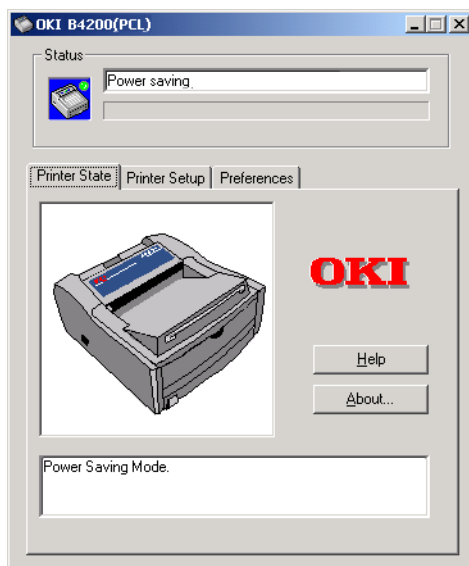 OKI B4200(PCL)
Status
Power saving.
Printer State
Printer Setup
Preferences
OKI
Help
About...
Power Saving Mode.